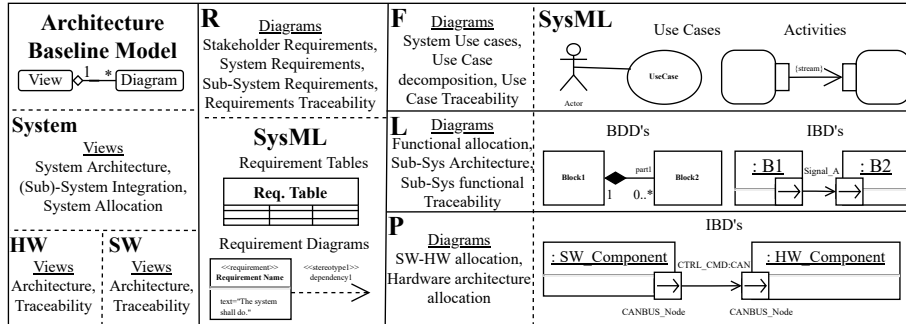 Architecture
Baseline Model
View
1
*
Diagram
System
Views
System Architecture,
(Sub)-System Integration,
System Allocation
HW
Views
Architecture,
Traceability
SW
Views
Architecture,
Traceability
R
Diagrams
Stakeholder Requirements,
System Requirements,
Sub-System Requirements,
Requirements Traceability
SysML
Requirement Tables
Req. Table
Requirement Diagrams
<<requirement>>
Requirement Name
text="The system
shall do."
<<stereotype1>>
dependency1
F
Diagrams
System Use cases,
Use Case
decomposition, Use
Case Traceability
SysML
Use Cases
Actor
UseCase
Activities
{stream}
L
Diagrams
Functional allocation,
Sub-Sys Architecture,
Sub-Sys functional
Traceability
BDD's
Block1
part1
1
0..*
Block2
IBD's
: B1
Signal_A
: B2
P
Diagrams
SW-HW allocation,
Hardware architecture
allocation
IBD's
: SW_Component
CTRL_CMD:CAN
: HW_Component
CANBUS_Node
CANBUS_Node